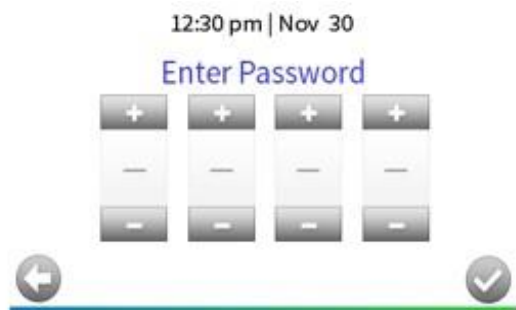 12:30 pm | Nov 30
Enter Password
+ + + +
— — — —
− − − −